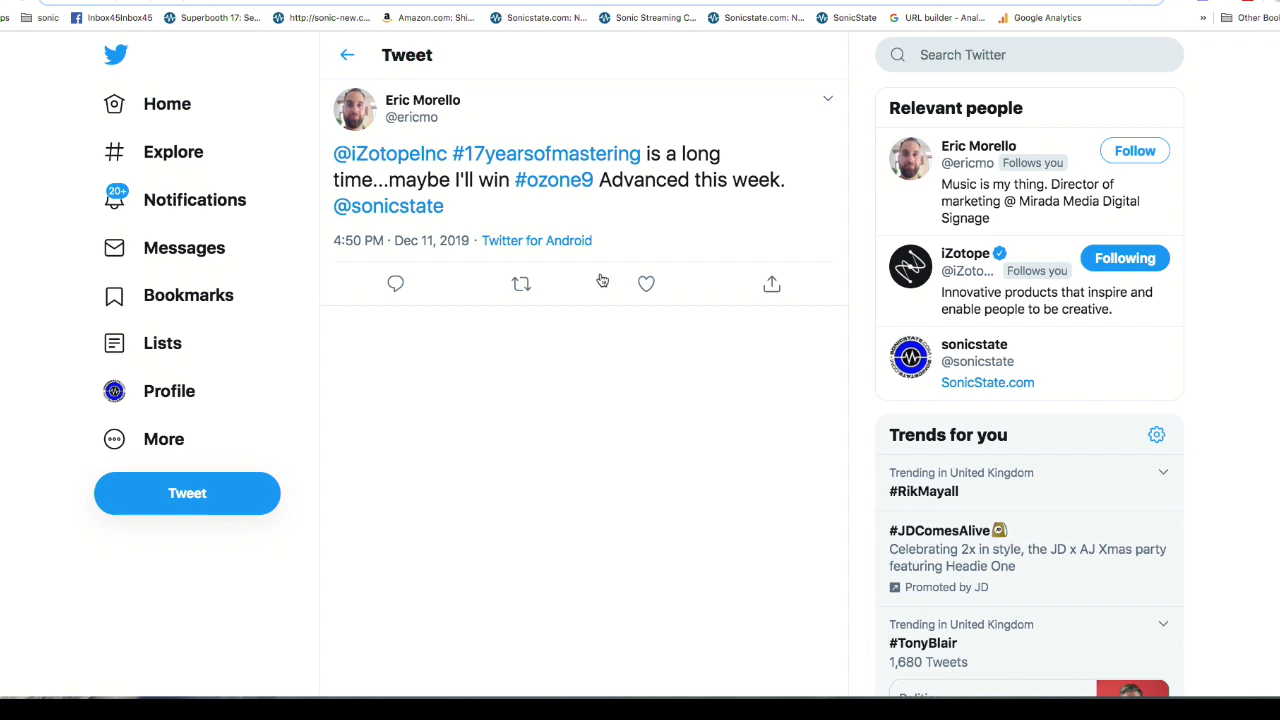 ps sonic Inbox45Inbox45 Superbooth 17: Se... http://sonic-new.c... Amazon.com: Shi... Sonicstate.com: N... Sonic Streaming C... Sonicstate.com: N... SonicState URL builder - Anal... Google Analytics » Other Boo
Home
Explore
20+
Notifications
Messages
Bookmarks
Lists
Profile
More
Tweet
Tweet
Eric Morello
@ericmo
@iZotopeInc #17yearsofmastering is a long
time...maybe I'll win #ozone9 Advanced this week.
@sonicstate
4:50 PM · Dec 11, 2019 · Twitter for Android
Search Twitter
Relevant people
Eric Morello
@ericmo Follows you
Follow
Music is my thing. Director of
marketing @ Mirada Media Digital
Signage
iZotope
@iZoto... Follows you
Following
Innovative products that inspire and
enable people to be creative.
sonicstate
@sonicstate
SonicState.com
Trends for you
Trending in United Kingdom
#RikMayall
#JDComesAlive
Celebrating 2x in style, the JD x AJ Xmas party
featuring Headie One
Promoted by JD
Trending in United Kingdom
#TonyBlair
1,680 Tweets